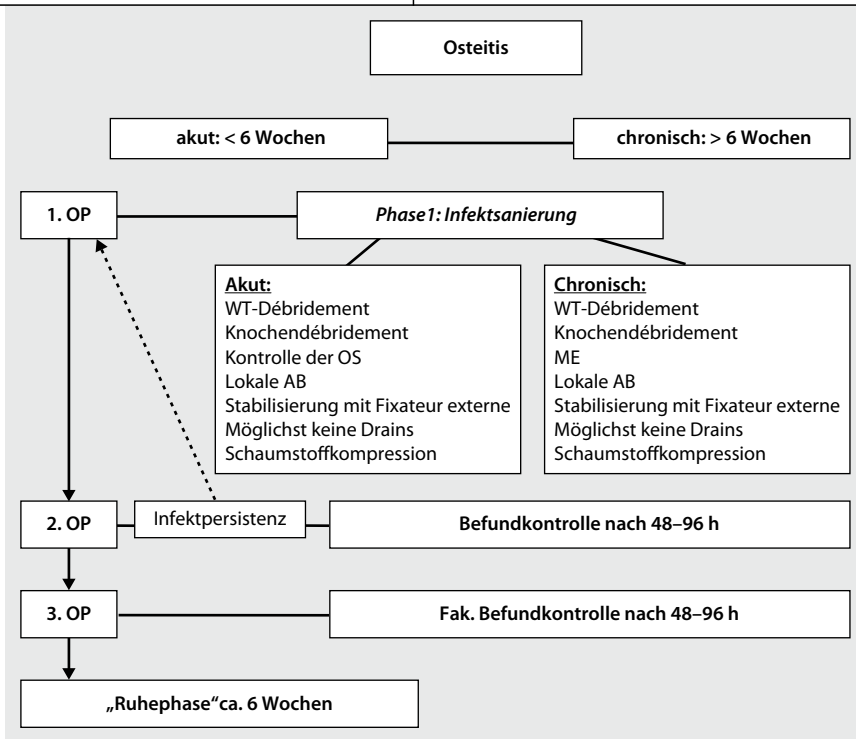 Osteitis
akut: < 6 Wochen
chronisch: > 6 Wochen
1. OP
Phase1: Infektsanierung
Akut:
WT-Débridement
Knochendébridement
Kontrolle der OS
Lokale AB
Stabilisierung mit Fixateur externe
Möglichst keine Drains
Schaumstoffkompression
Chronisch:
WT-Débridement
Knochendébridement
ME
Lokale AB
Stabilisierung mit Fixateur externe
Möglichst keine Drains
Schaumstoffkompression
2. OP
Infektpersistenz
Befundkontrolle nach 48–96 h
3. OP
Fak. Befundkontrolle nach 48–96 h
„Ruhephase“ca. 6 Wochen